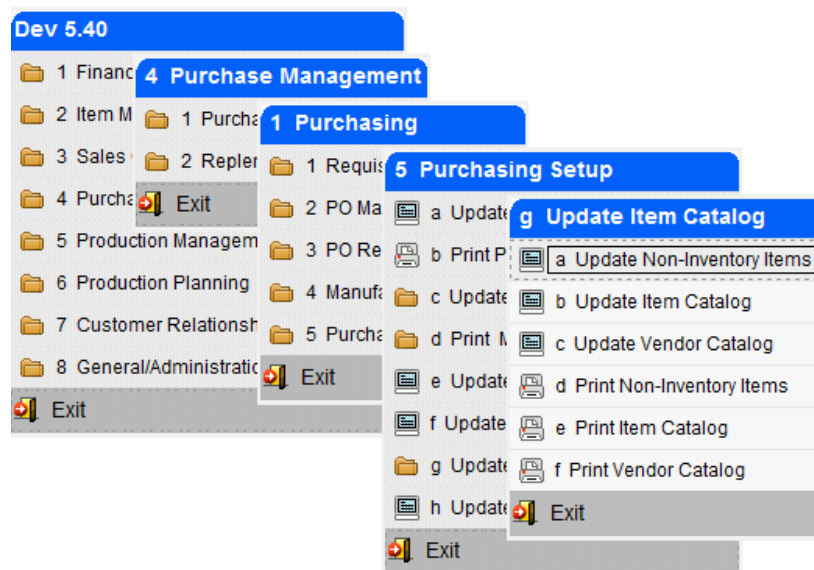 Dev 5.40
1 Financ
2 Item M
3 Sales
4 Purcha
5 Production Managem
6 Production Planning
7 Customer Relationsh
8 General/Administratio
Exit
4 Purchase Management
1 Purcha
2 Repler
Exit
1 Purchasing
1 Requis
2 PO Ma
3 PO Re
4 Manufa
5 Purcha
Exit
5 Purchasing Setup
a Update
b Print P
c Update
d Print M
e Update
f Update
g Update
h Update
Exit
g Update Item Catalog
a Update Non-Inventory Items
b Update Item Catalog
c Update Vendor Catalog
d Print Non-Inventory Items
e Print Item Catalog
f Print Vendor Catalog
Exit